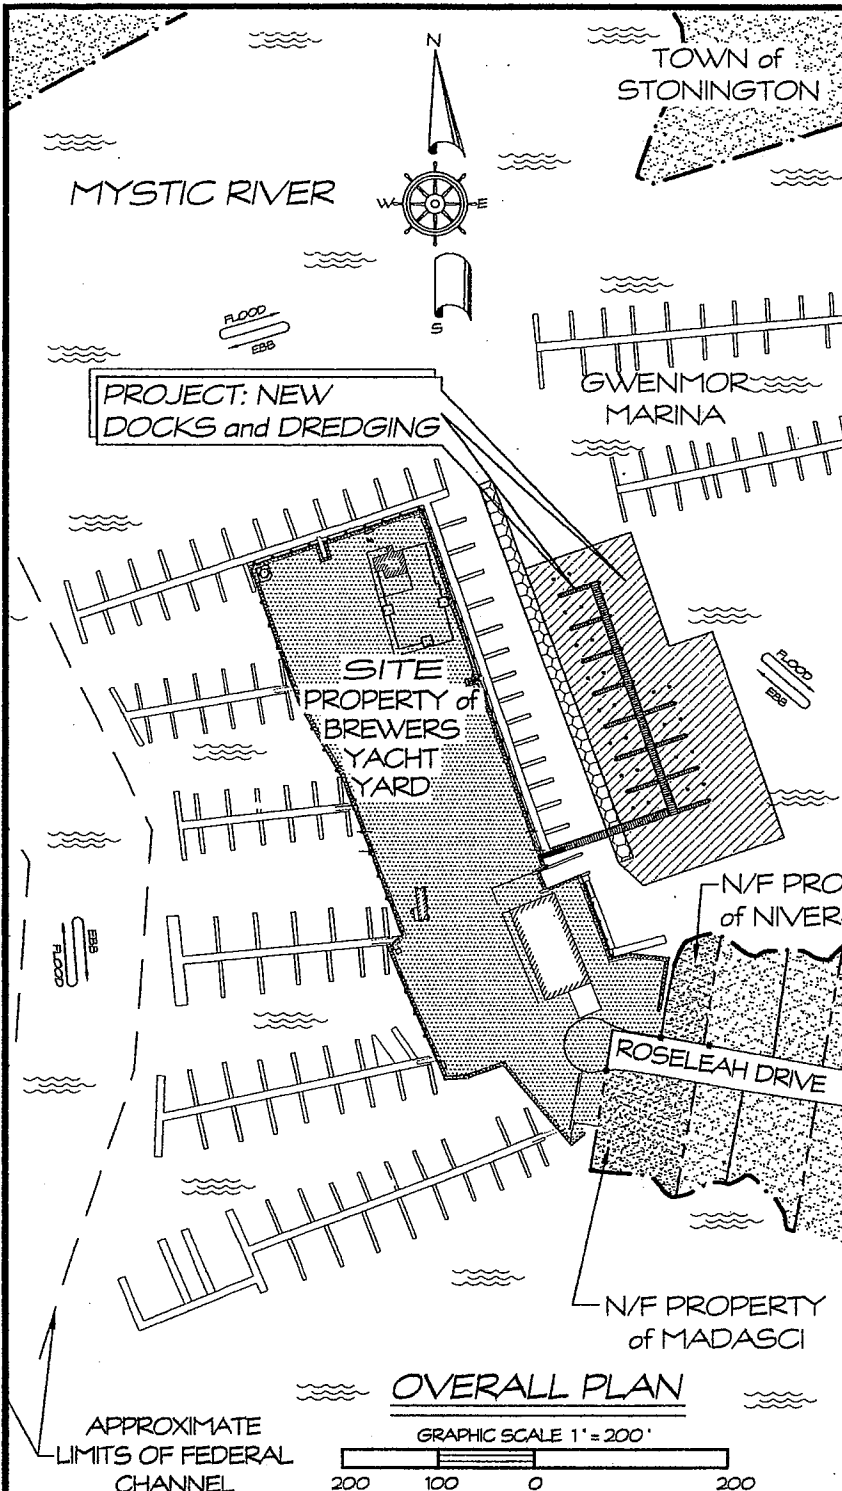 N
TOWN of
STONINGTON
MYSTIC RIVER
W
E
S
FLOOD
EBB
PROJECT: NEW
DOCKS and DREDGING
GWENMOR
MARINA
SITE
PROPERTY of
BREWERS
YACHT
YARD
FLOOD
EBB
N/F PRO
of NIVER
EBB
FLOOD
ROSELEAH DRIVE
N/F PROPERTY
of MADASCI
OVERALL PLAN
APPROXIMATE
LIMITS OF FEDERAL
CHANNEL
GRAPHIC SCALE 1" = 200'
200 100 0 200